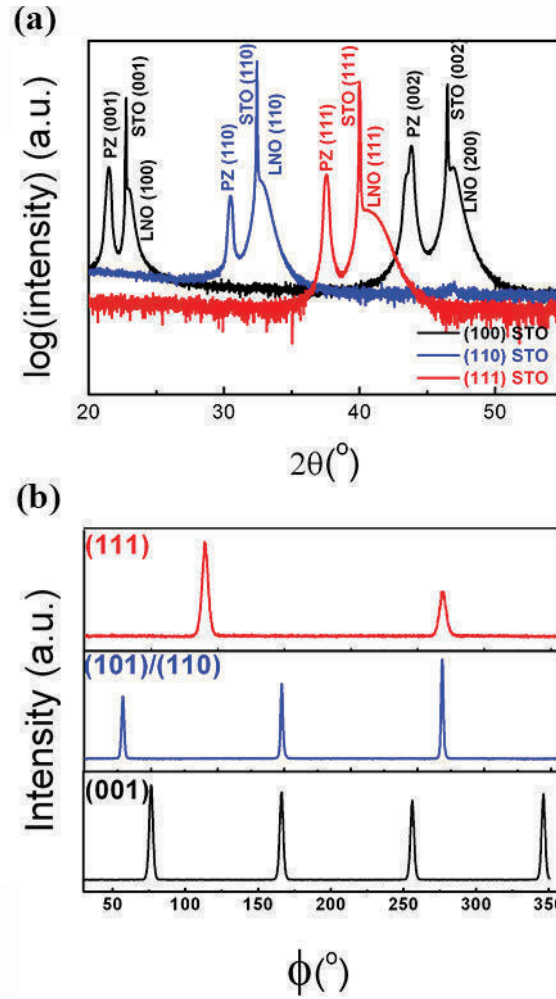 (a)
log(intensity) (a.u.)
PZ (001)
STO (001)
LNO (100)
PZ (110)
STO (110)
LNO (110)
PZ (111)
STO (111)
LNO (111)
PZ (002)
STO (002)
LNO (200)
(100) STO
(110) STO
(111) STO
20 30 40 50
2θ(°)
(b)
Intensity (a.u.)
(111)
(101)/(110)
(001)
50 100 150 200 250 300 350
ϕ(°)